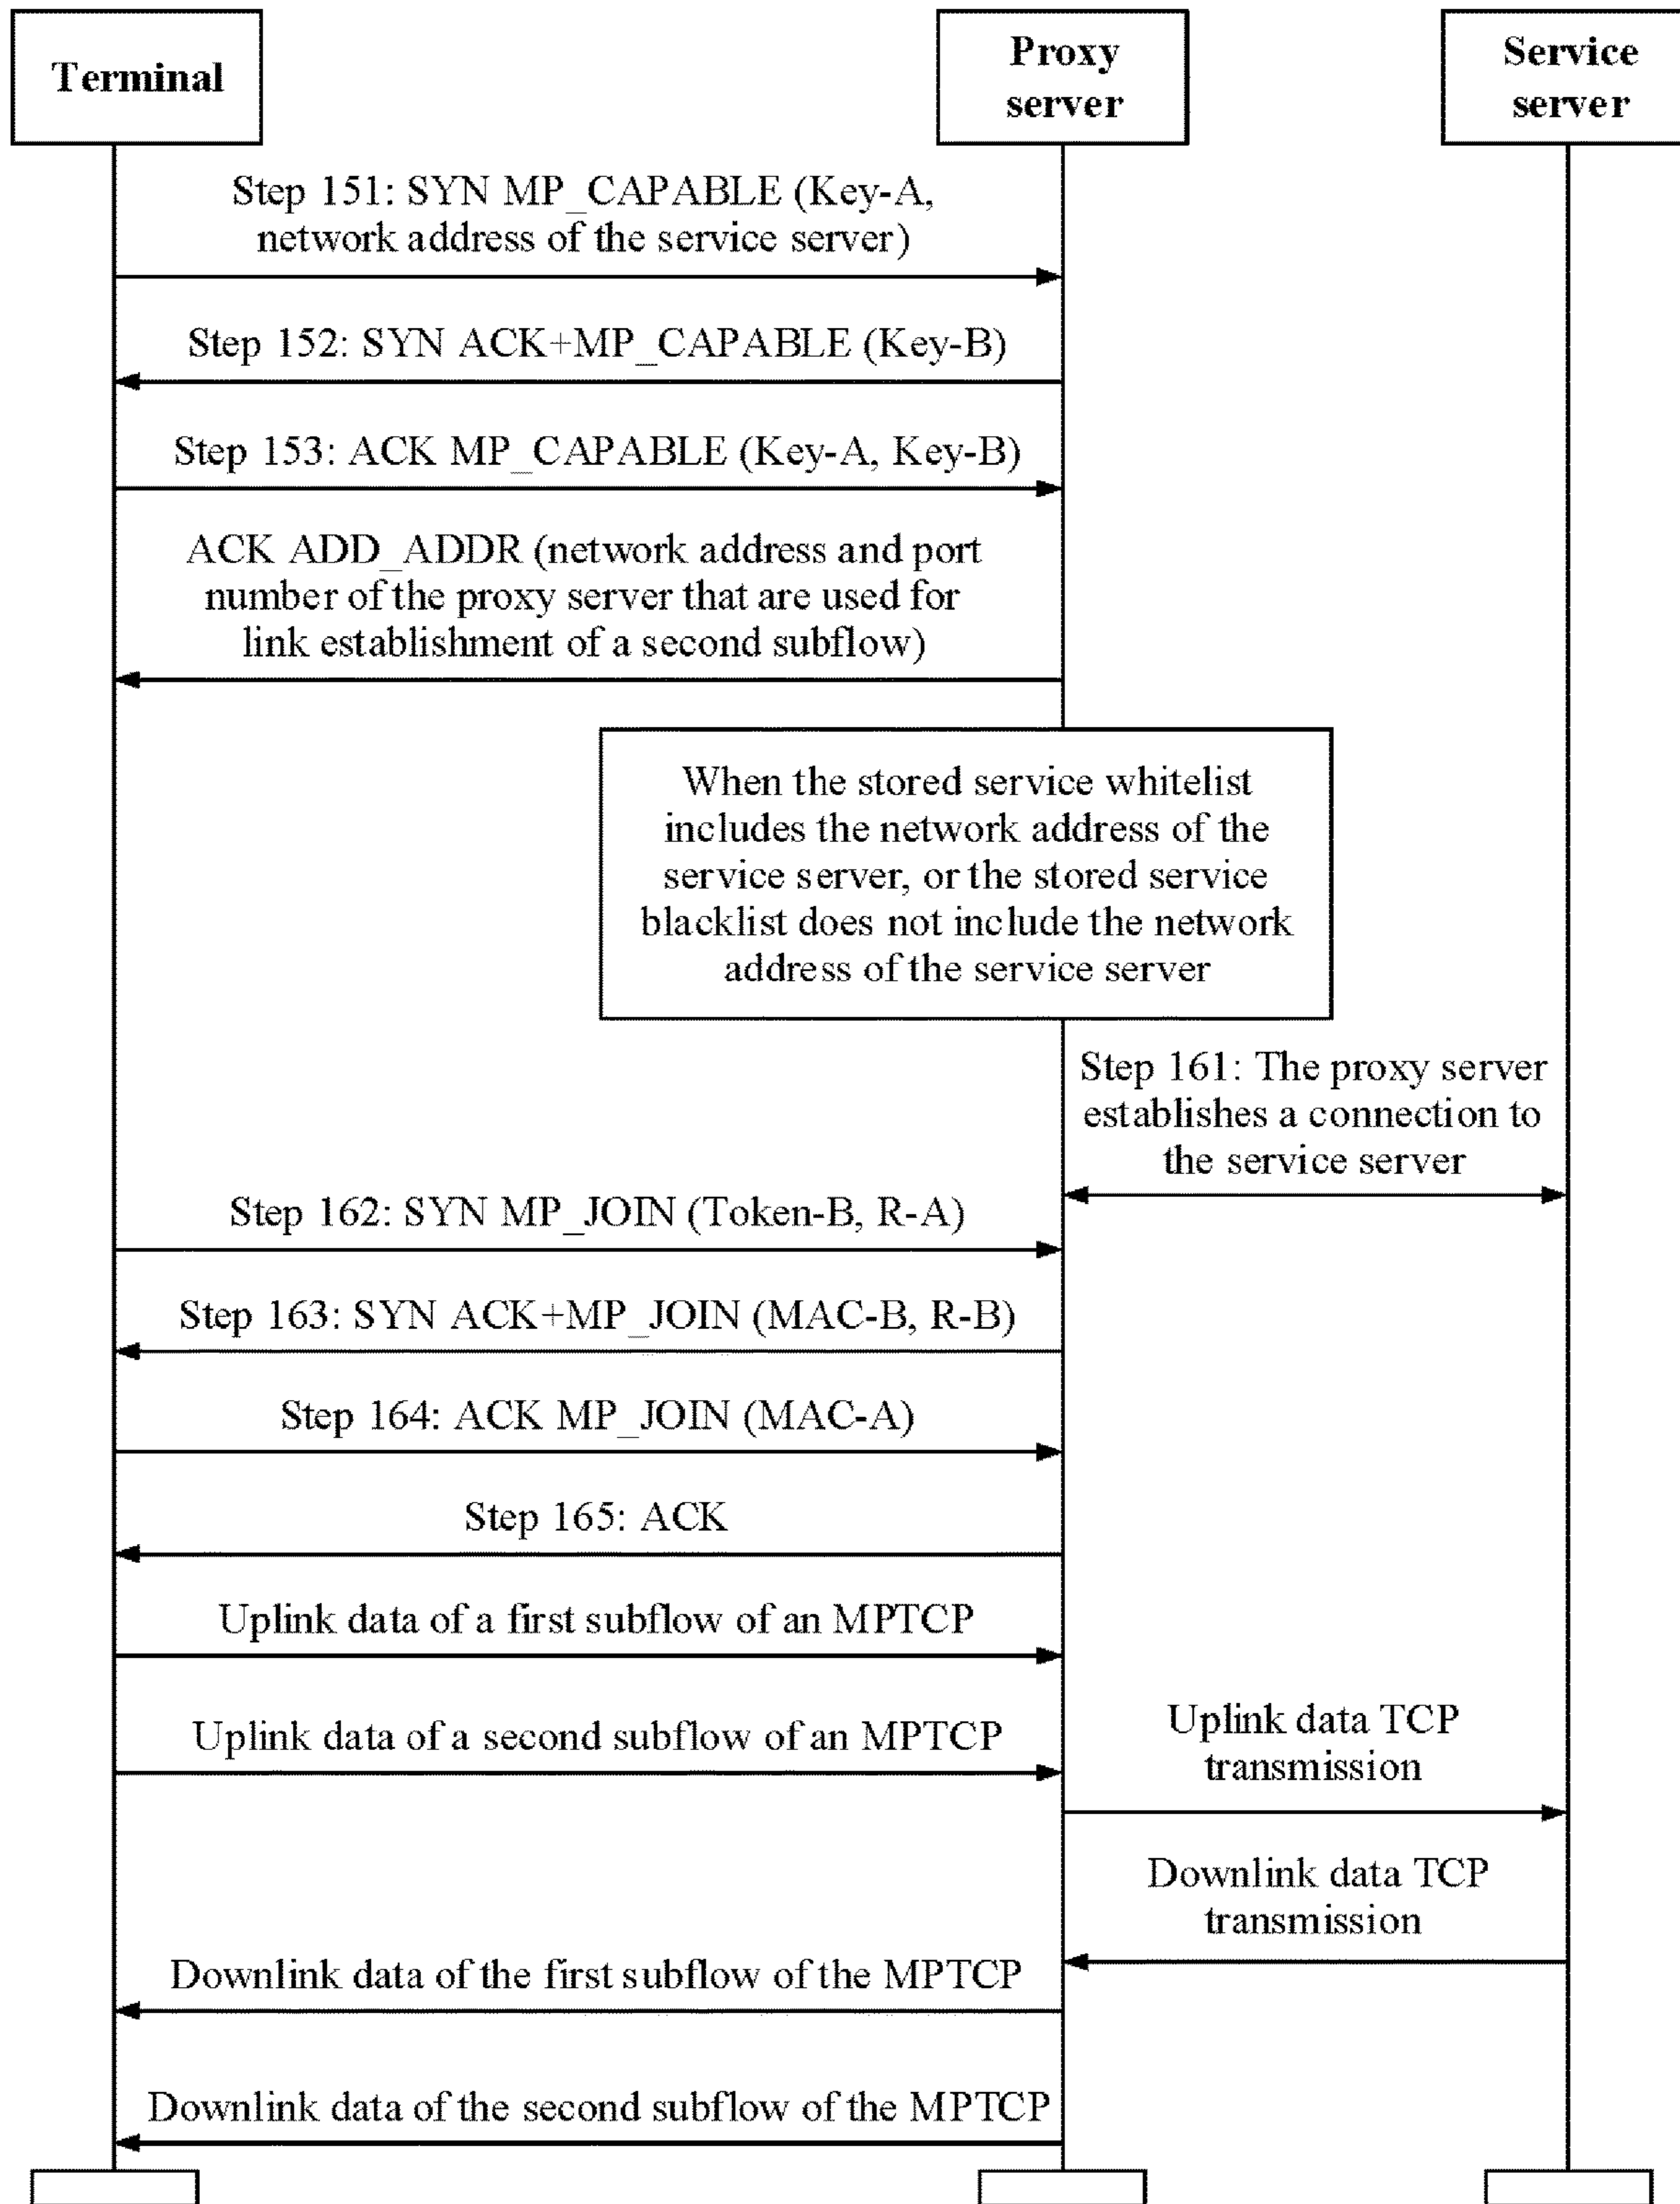 Terminal
Proxy
server
Service
server
Step 151: SYN MP_CAPABLE (Key-A,
network address of the service server)
Step 152: SYN ACK+MP_CAPABLE (Key-B)
Step 153: ACK MP_CAPABLE (Key-A, Key-B)
ACK ADD_ADDR (network address and port
number of the proxy server that are used for
link establishment of a second subflow)
When the stored service whitelist
includes the network address of the
service server, or the stored service
blacklist does not include the network
address of the service server
Step 161: The proxy server
establishes a connection to
the service server
Step 162: SYN MP_JOIN (Token-B, R-A)
Step 163: SYN ACK+MP_JOIN (MAC-B, R-B)
Step 164: ACK MP_JOIN (MAC-A)
Step 165: ACK
Uplink data of a first subflow of an MPTCP
Uplink data of a second subflow of an MPTCP
Uplink data TCP
transmission
Downlink data TCP
transmission
Downlink data of the first subflow of the MPTCP
Downlink data of the second subflow of the MPTCP